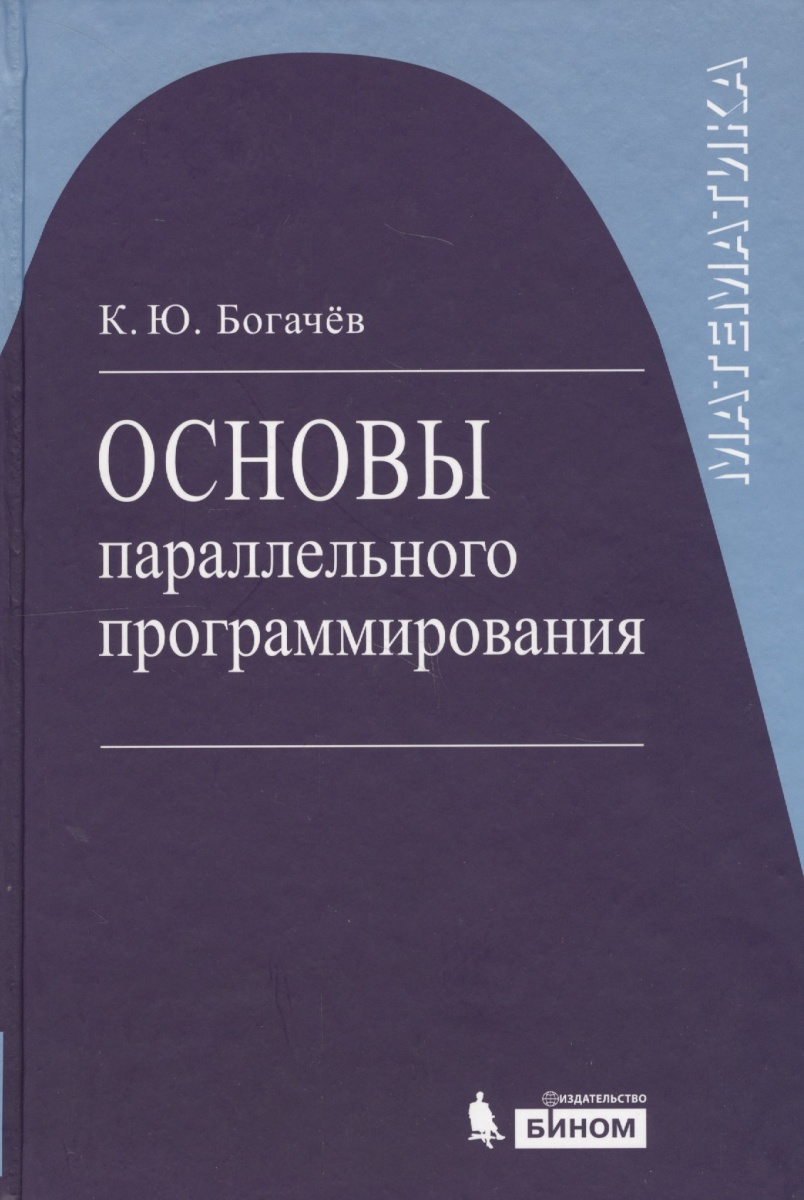 МАТЕМАТИКА
К. Ю. Богачёв
ОСНОВЫ
параллельного
программирования
ИЗДАТЕЛЬСТВО
БИНОМ